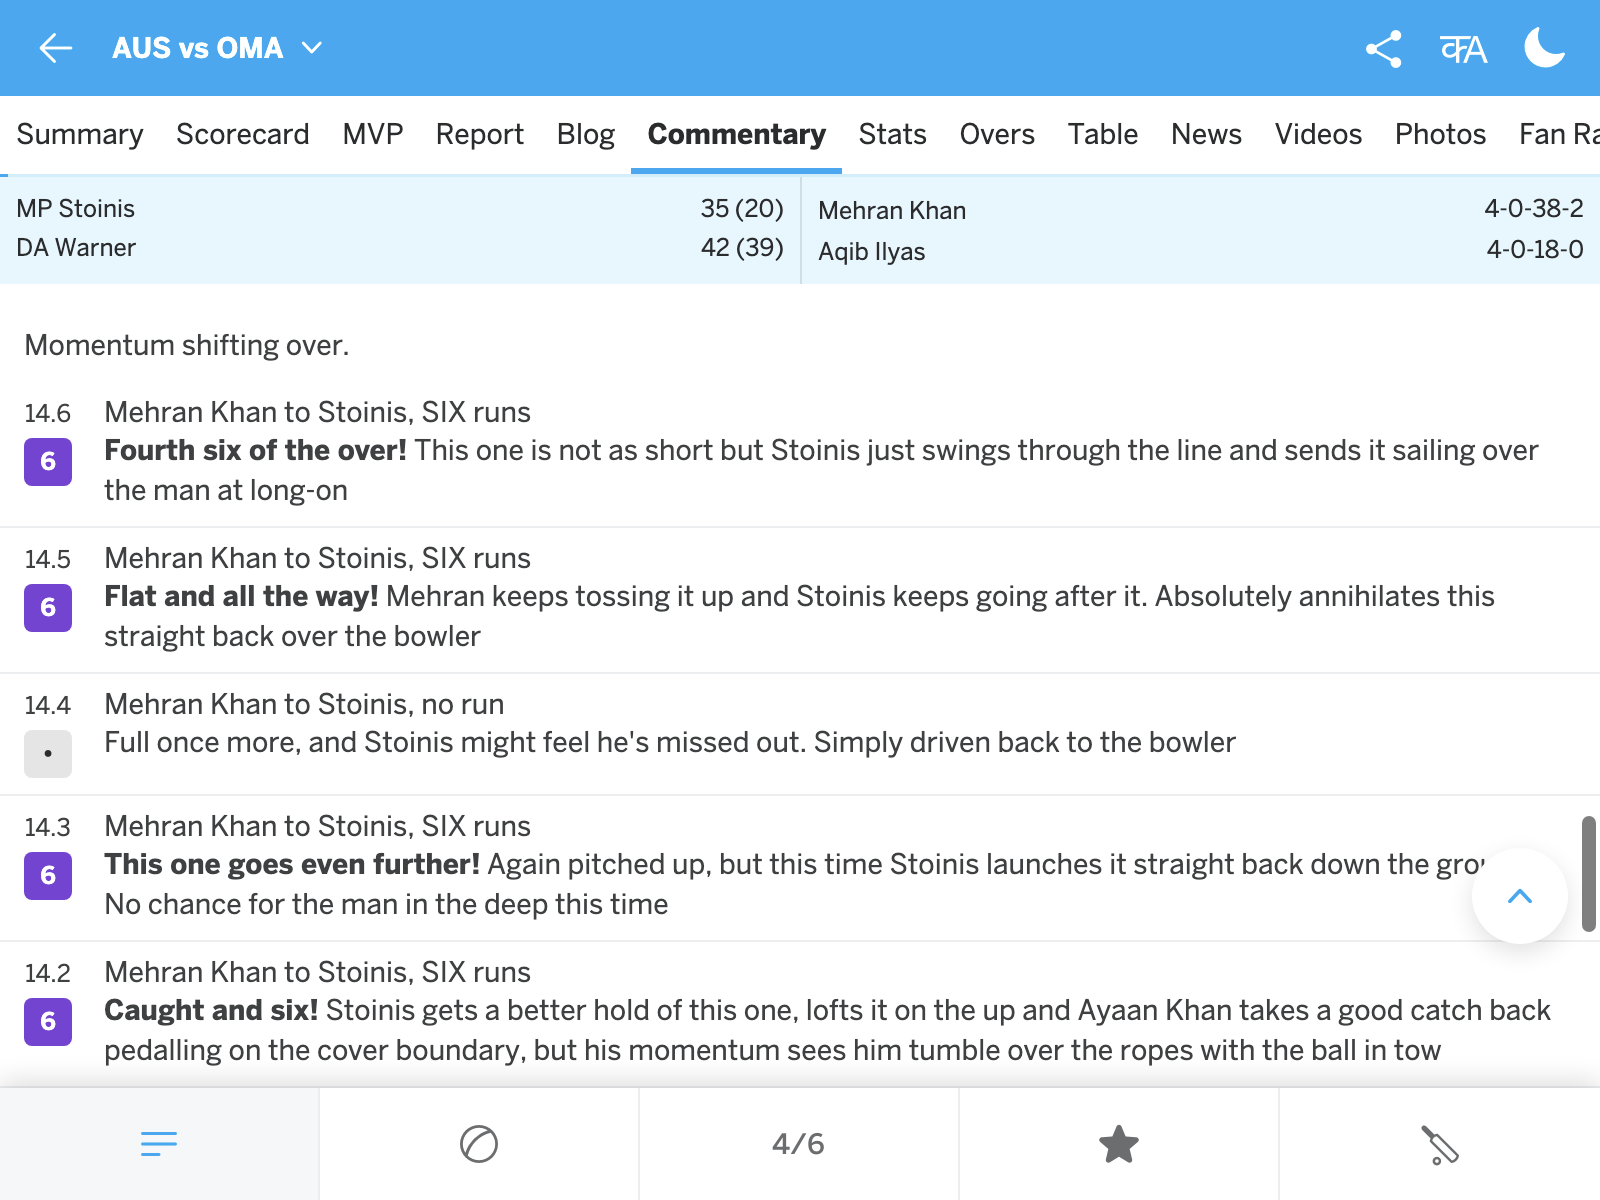 AUS vs OMA
Summary Scorecard MVP Report Blog Commentary Stats Overs Table News Videos Photos Fan Ra
MP Stoinis 35 (20)
DA Warner 42 (39)
Mehran Khan 4-0-38-2
Aqib Ilyas 4-0-18-0
Momentum shifting over.
14.6 Mehran Khan to Stoinis, SIX runs
6 Fourth six of the over! This one is not as short but Stoinis just swings through the line and sends it sailing over
the man at long-on
14.5 Mehran Khan to Stoinis, SIX runs
6 Flat and all the way! Mehran keeps tossing it up and Stoinis keeps going after it. Absolutely annihilates this
straight back over the bowler
14.4 Mehran Khan to Stoinis, no run
• Full once more, and Stoinis might feel he's missed out. Simply driven back to the bowler
14.3 Mehran Khan to Stoinis, SIX runs
6 This one goes even further! Again pitched up, but this time Stoinis launches it straight back down the
No chance for the man in the deep this time
14.2 Mehran Khan to Stoinis, SIX runs
6 Caught and six! Stoinis gets a better hold of this one, lofts it on the up and Ayaan Khan takes a good catch back
pedalling on the cover boundary, but his momentum sees him tumble over the ropes with the ball in tow
4/6